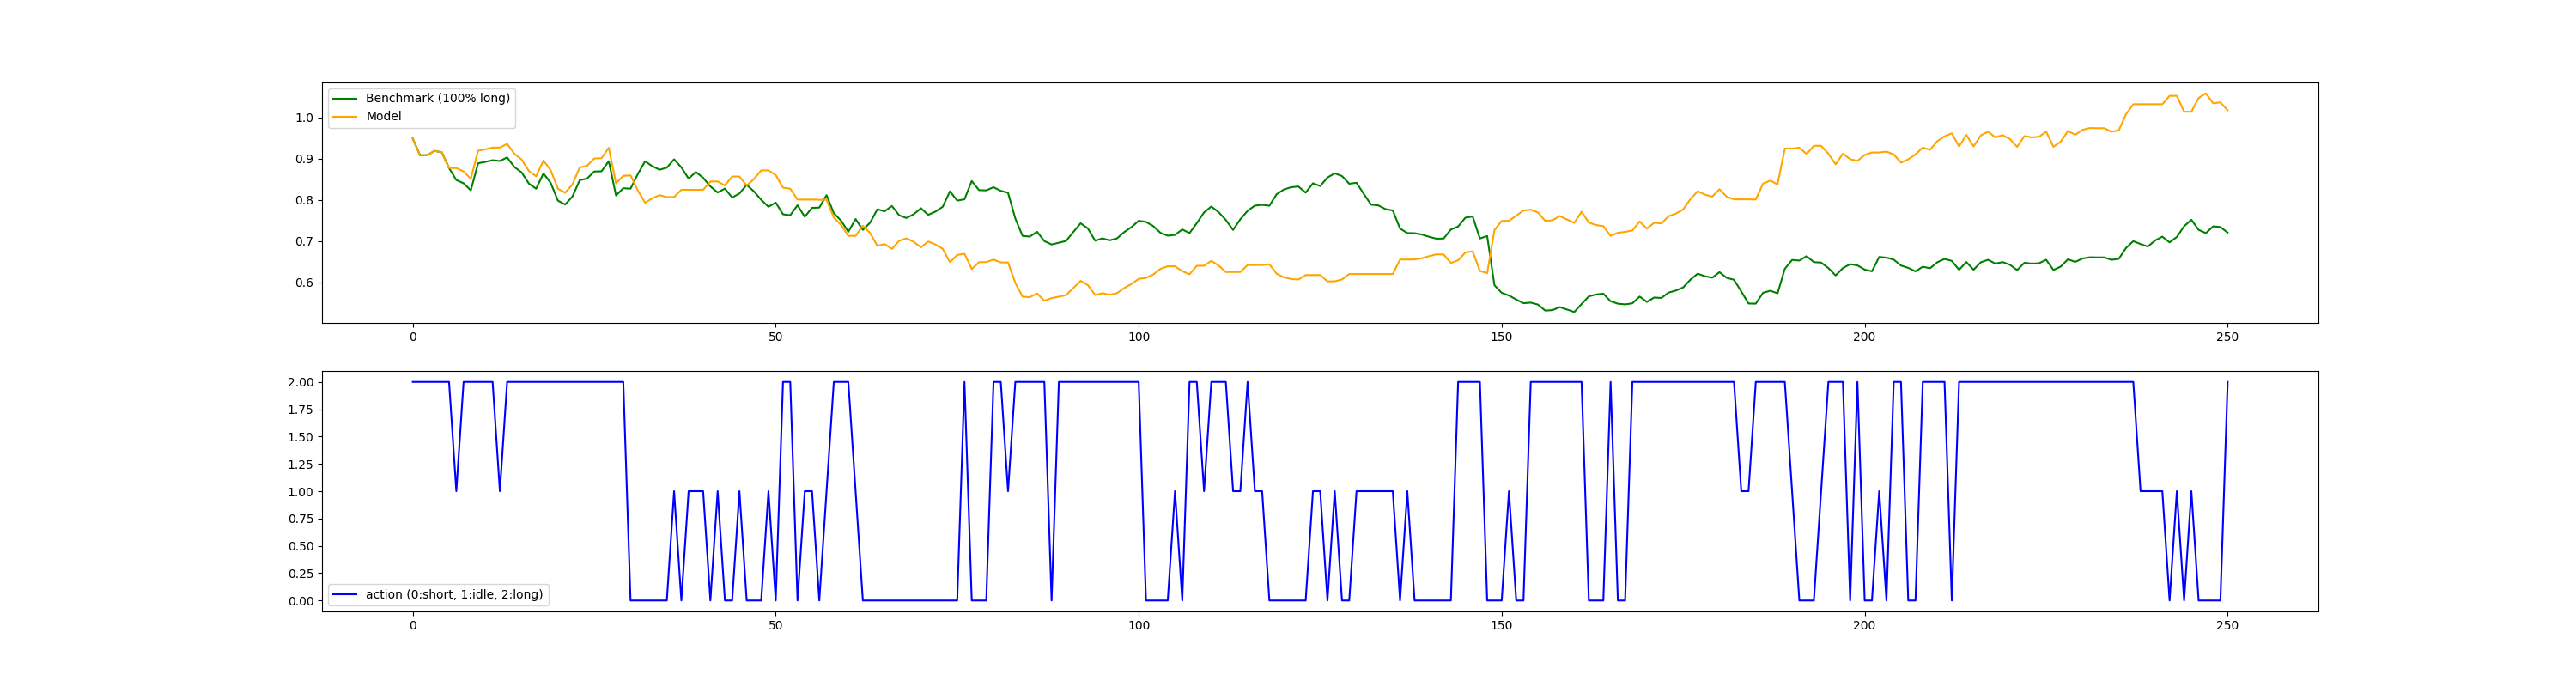 Benchmark (100% long)
Model
1.0
0.9
0.8
0.7
0.6
0 50 100 150 200 250
2.00
1.75
1.50
1.25
1.00
0.75
0.50
0.25
0.00
action (0:short, 1:idle, 2:long)
0 50 100 150 200 250